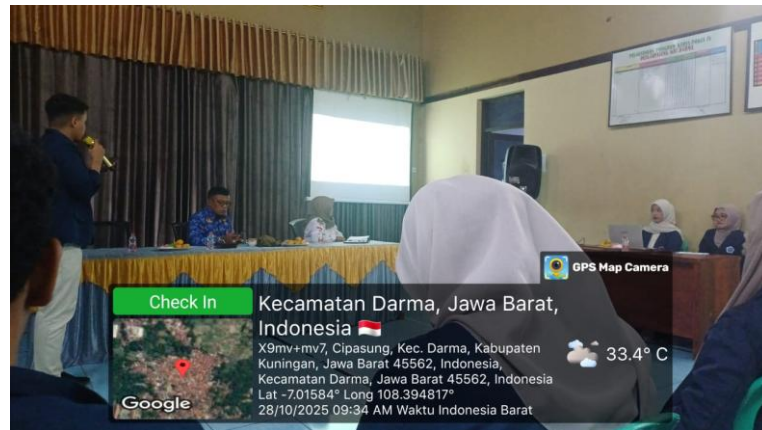 GPS Map Camera
Check In
Kecamatan Darma, Jawa Barat,
Indonesia 🇮🇩
X9mv+mv7, Cipasung, Kec. Darma, Kabupaten
Kuningan, Jawa Barat 45562, Indonesia,
Kecamatan Darma, Jawa Barat 45562, Indonesia
Lat -7.01584° Long 108.394817°
28/10/2025 09:34 AM Waktu Indonesia Barat
33.4° C
Google